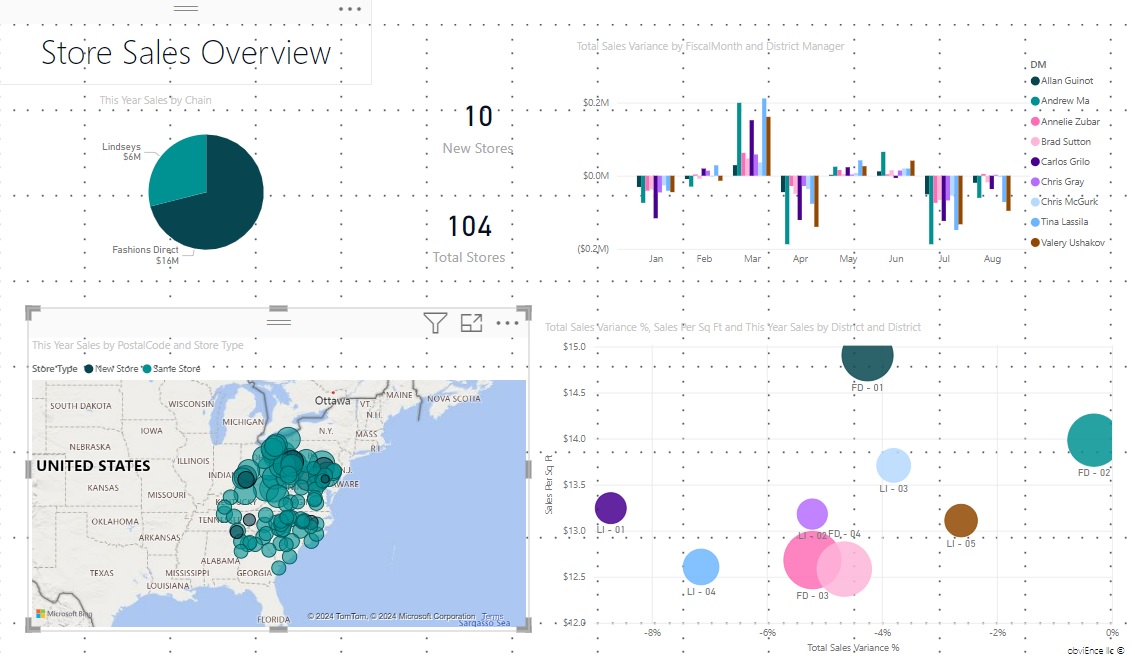 Store Sales Overview
This Year Sales by Chain
Lindseys
$6M
Fashions Direct
$16M
10
New Stores
104
Total Stores
Total Sales Variance by FiscalMonth and District Manager
$0.2M
$0.0M
($0.2M)
Jan Feb Mar Apr May Jun Jul Aug
DM
Allan Guinot
Andrew Ma
Annelie Zubar
Brad Sutton
Carlos Grilo
Chris Gray
Chris McGurk
Tina Lassila
Valery Ushakov
This Year Sales by PostalCode and Store Type
Store Type New Store Same Store
Ottawa
MAINE
NOVA SCOTIA
VT.
N.H.
SOUTH DAKOTA
WISCONSIN
MICHIGAN
N.Y.
MASS
R.I.
IOWA
NEBRASKA
ILLINOIS
UNITED STATES
KANSAS
MISSOURI
OKLAHOMA
ARKANSAS
ALABAMA
TEXAS
MISSISSIPPI
GEORGIA
LOUISIANA
FLORIDA
Microsoft Bing
© 2024 TomTom, © 2024 Microsoft Corporation Terms
Sargasso Sea
Total Sales Variance %, Sales Per Sq Ft and This Year Sales by District and District
Sales Per Sq Ft
$15.0
$14.5
$14.0
$13.5
$13.0
$12.5
$42.0
FD - 01
FD - 02
LI - 03
LI - 01
LI - 02
FD - 04
LI - 05
LI - 04
FD - 03
-8% -6% -4% -2% 0%
Total Sales Variance %
obviEnce llc ©